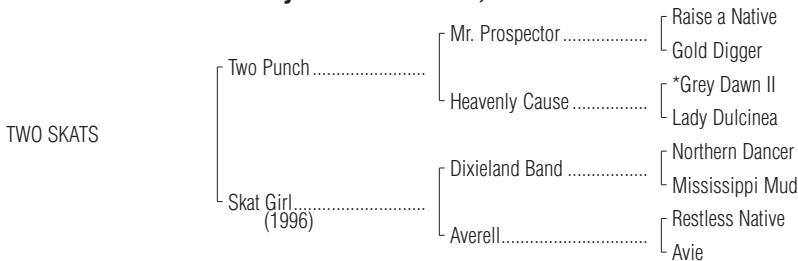 Raise a Native
Mr. Prospector
Gold Digger
Two Punch
*Grey Dawn II
Heavenly Cause
Lady Dulcinea
TWO SKATS
Northern Dancer
Dixieland Band
Mississippi Mud
Skat Girl
(1996)
Restless Native
Averell
Avie